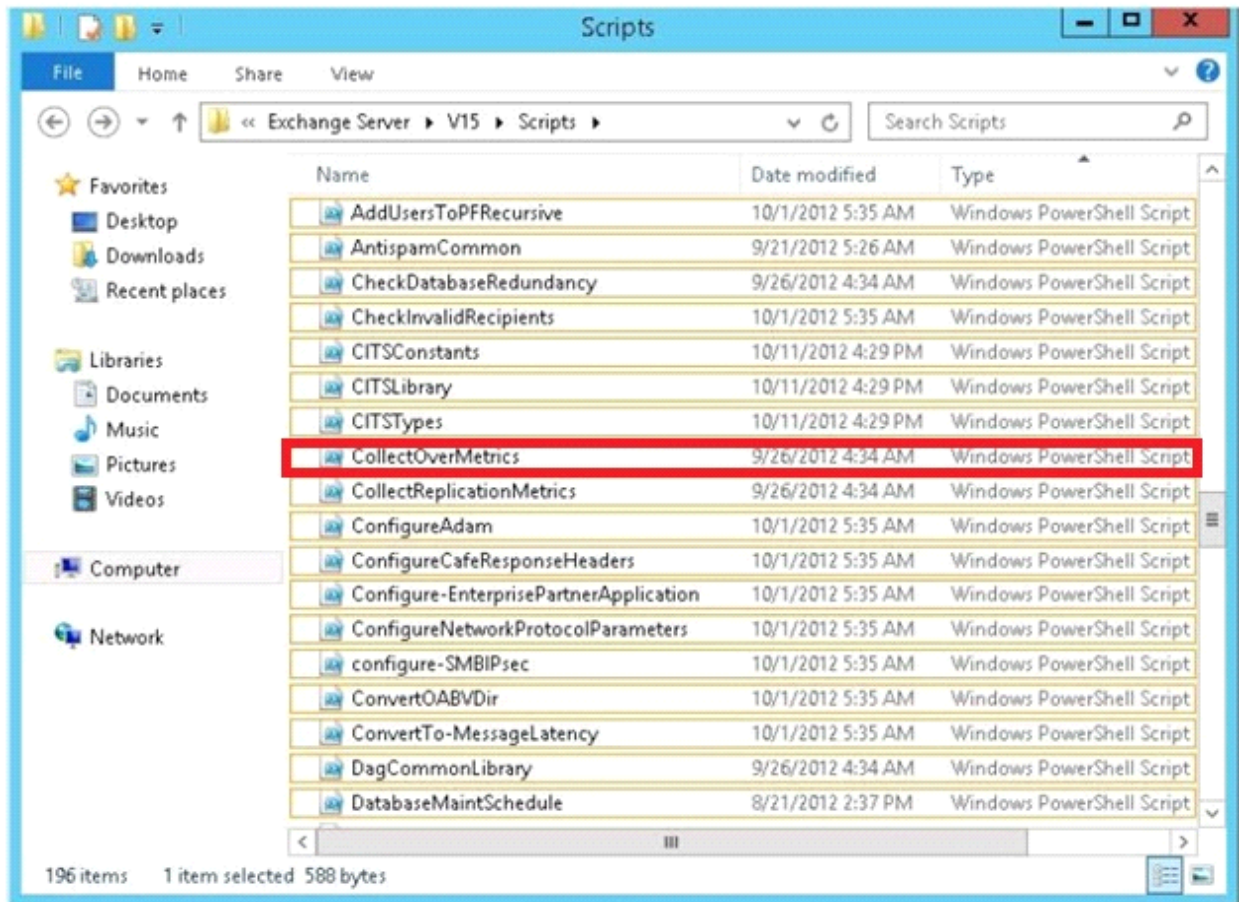 Scripts
File Home Share View
« Exchange Server ▸ V15 ▸ Scripts ▸ Search Scripts
Favorites
Desktop
Downloads
Recent places
Libraries
Documents
Music
Pictures
Videos
Computer
Network
Name Date modified Type
AddUsersToPFRecursive 10/1/2012 5:35 AM Windows PowerShell Script
AntispamCommon 9/21/2012 5:26 AM Windows PowerShell Script
CheckDatabaseRedundancy 9/26/2012 4:34 AM Windows PowerShell Script
CheckInvalidRecipients 10/1/2012 5:35 AM Windows PowerShell Script
CITSConstants 10/11/2012 4:29 PM Windows PowerShell Script
CITSLibrary 10/11/2012 4:29 PM Windows PowerShell Script
CITSTypes 10/11/2012 4:29 PM Windows PowerShell Script
CollectOverMetrics 9/26/2012 4:34 AM Windows PowerShell Script
CollectReplicationMetrics 9/26/2012 4:34 AM Windows PowerShell Script
ConfigureAdam 10/1/2012 5:35 AM Windows PowerShell Script
ConfigureCafeResponseHeaders 10/1/2012 5:35 AM Windows PowerShell Script
Configure-EnterprisePartnerApplication 10/1/2012 5:35 AM Windows PowerShell Script
ConfigureNetworkProtocolParameters 10/1/2012 5:35 AM Windows PowerShell Script
configure-SMBIPsec 10/1/2012 5:35 AM Windows PowerShell Script
ConvertOABVDir 10/1/2012 5:35 AM Windows PowerShell Script
ConvertTo-MessageLatency 10/1/2012 5:35 AM Windows PowerShell Script
DagCommonLibrary 9/26/2012 4:34 AM Windows PowerShell Script
DatabaseMaintSchedule 8/21/2012 2:37 PM Windows PowerShell Script
196 items 1 item selected 588 bytes